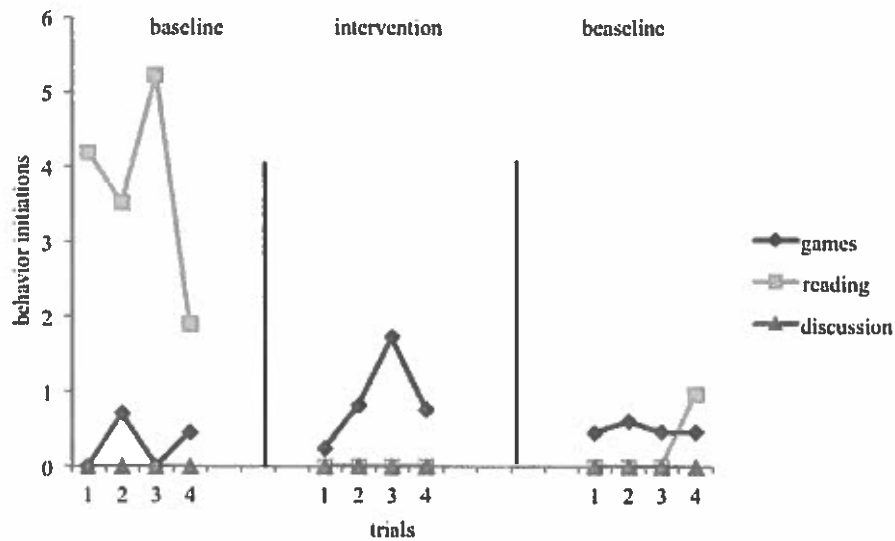 6
baseline intervention beaseline
5
4
3
2
1
0
behavior initiations
games
reading
discussion
1 2 3 4 1 2 3 4 1 2 3 4
trials